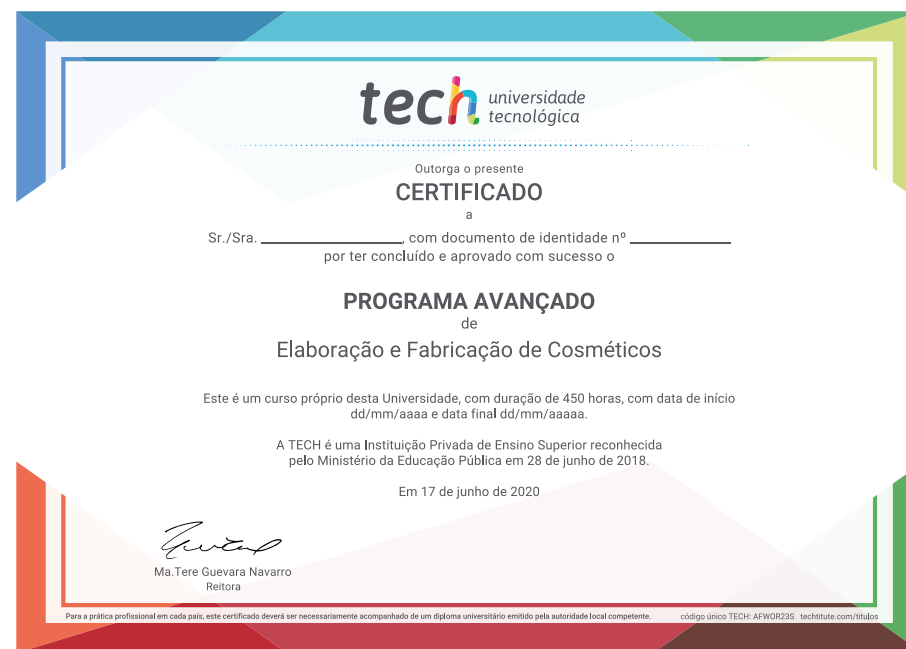 tech universidade
tecnológica
Outorga o presente
CERTIFICADO
a
Sr./Sra. ____________, com documento de identidade nº ____________
por ter concluído e aprovado com sucesso o
PROGRAMA AVANÇADO
de
Elaboração e Fabricação de Cosméticos
Este é um curso próprio desta Universidade, com duração de 450 horas, com data de início
dd/mm/aaaa e data final dd/mm/aaaaa.
A TECH é uma Instituição Privada de Ensino Superior reconhecida
pelo Ministério da Educação Pública em 28 de junho de 2018.
Em 17 de junho de 2020
Ma.Tere Guevara Navarro
Reitora
Para a prática profissional em cada país, este certificado deverá ser necessariamente acompanhado de um diploma universitário emitido pela autoridade local competente. código único TECH: AFWOR23S techtitute.com/titulos